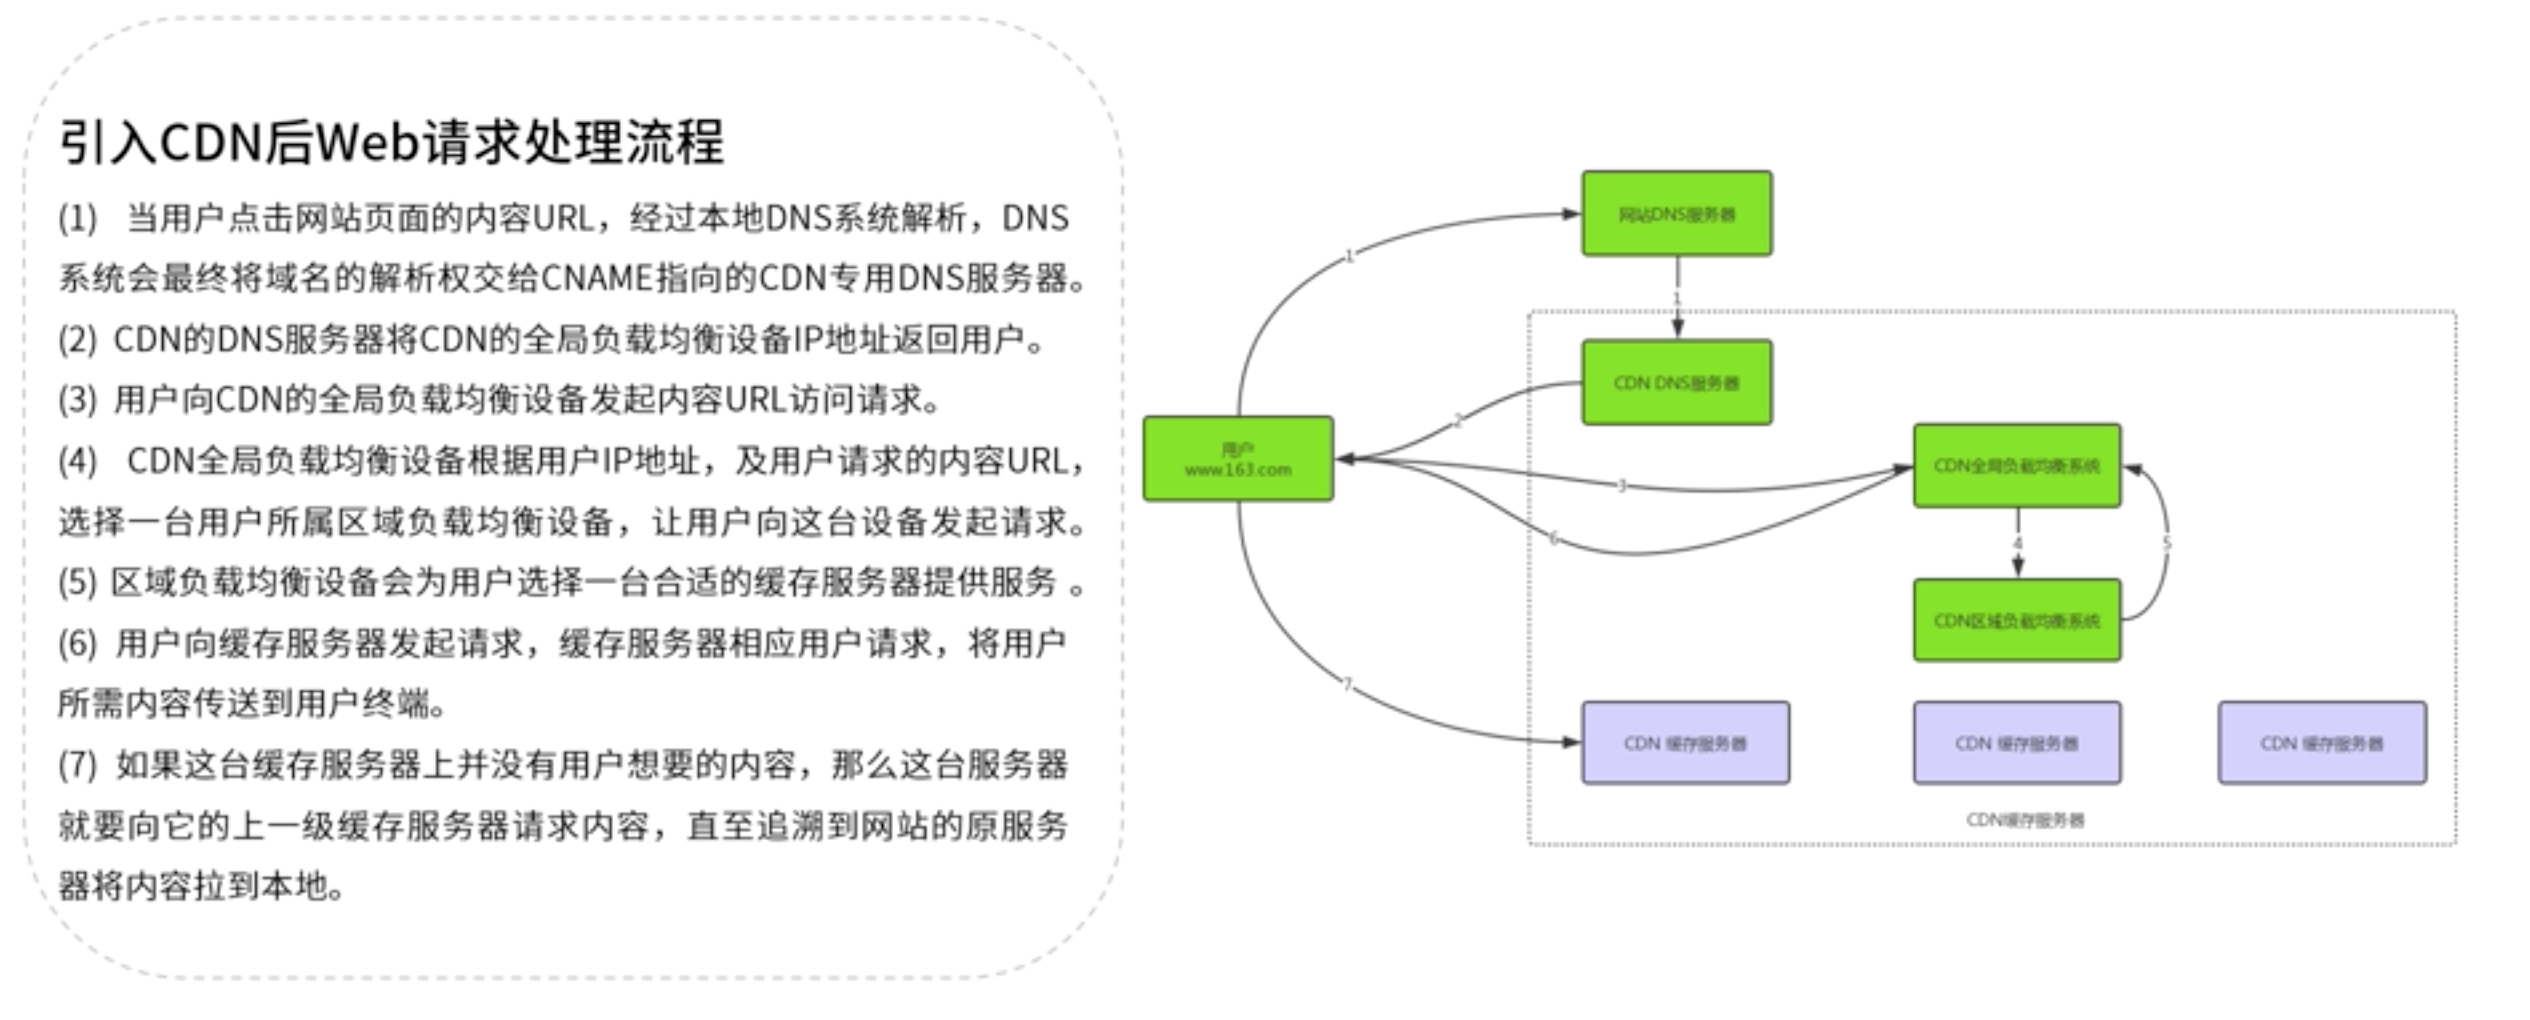 引入CDN后Web请求处理流程
(1) 当用户点击网站页面的内容URL，经过本地DNS系统解析，DNS
系统会最终将域名的解析权交给CNAME指向的CDN专用DNS服务器。
(2) CDN的DNS服务器将CDN的全局负载均衡设备IP地址返回用户。
(3) 用户向CDN的全局负载均衡设备发起内容URL访问请求。
(4) CDN全局负载均衡设备根据用户IP地址，及用户请求的内容URL，
选择一台用户所属区域负载均衡设备，让用户向这台设备发起请求。
(5) 区域负载均衡设备会为用户选择一台合适的缓存服务器提供服务 。
(6) 用户向缓存服务器发起请求，缓存服务器相应用户请求，将用户
所需内容传送到用户终端。
(7) 如果这台缓存服务器上并没有用户想要的内容，那么这台服务器
就要向它的上一级缓存服务器请求内容，直至追溯到网站的原服务
器将内容拉到本地。
网站DNS服务器
1
1
CDN DNS服务器
2
用户
www.163.com
CDN全局负载均衡系统
3
6
4
5
CDN区域负载均衡系统
7
CDN 缓存服务器
CDN 缓存服务器
CDN 缓存服务器
CDN缓存服务器